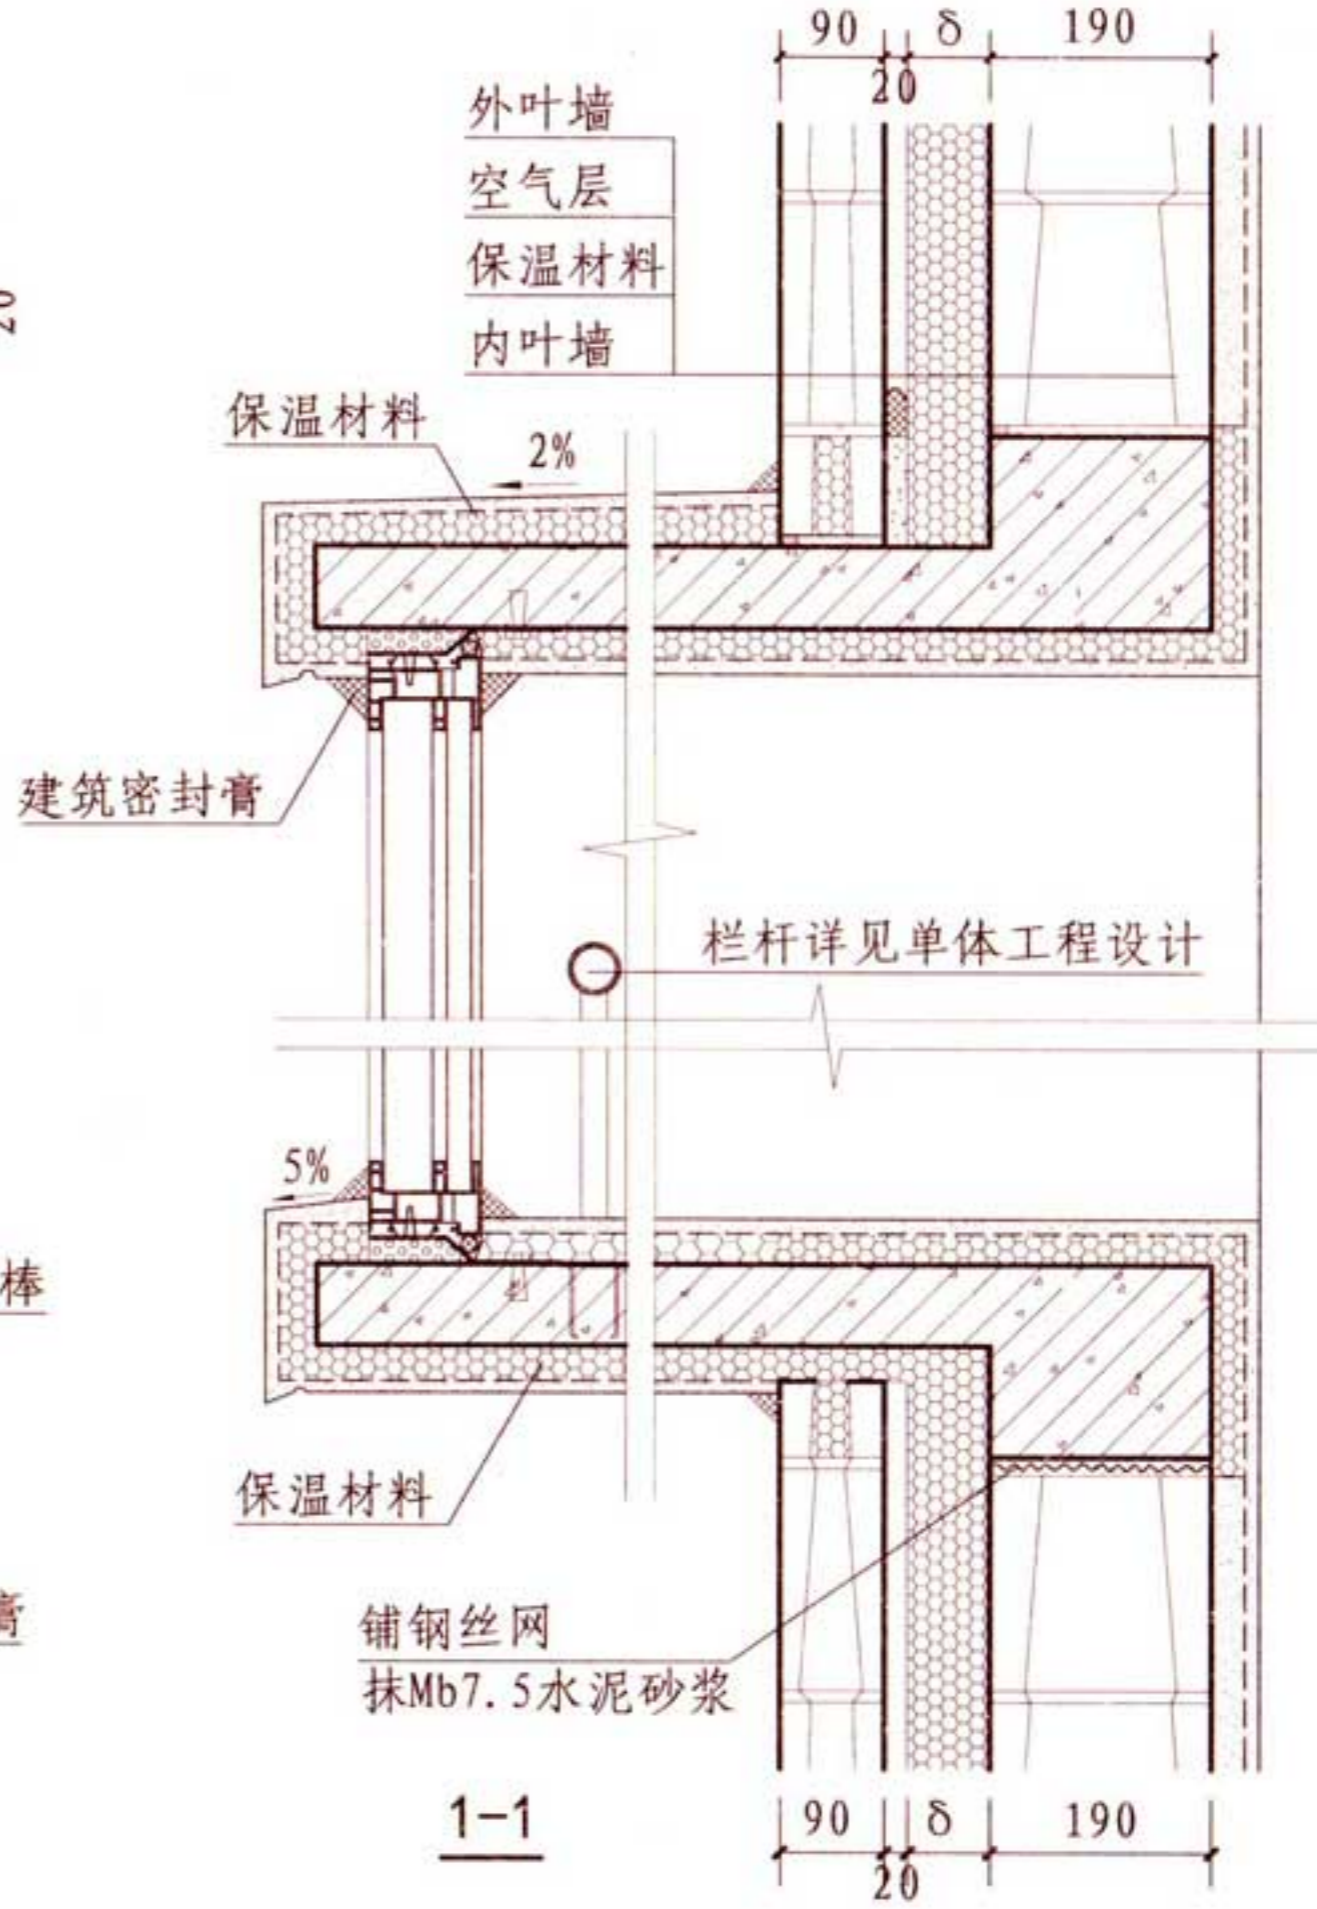 90 δ 190
20
外叶墙
空气层
保温材料
内叶墙
20
保温材料
2%
建筑密封膏
栏杆详见单体工程设计
5%
棒
保温材料
膏
铺钢丝网
抹Mb7.5水泥砂浆
1-1
90 δ 190
20